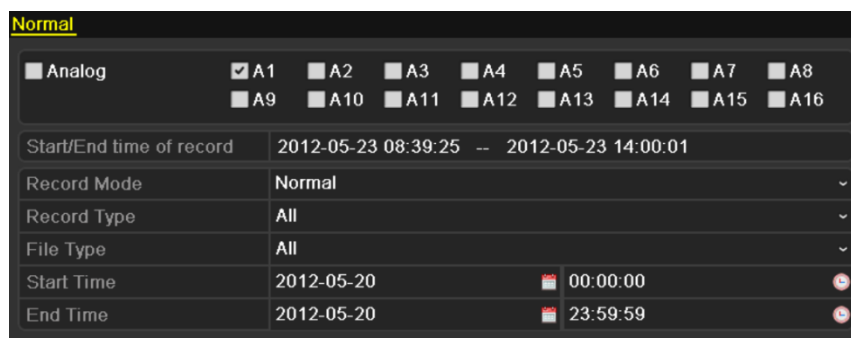 Normal
Analog A1 A2 A3 A4 A5 A6 A7 A8
A9 A10 A11 A12 A13 A14 A15 A16
Start/End time of record 2012-05-23 08:39:25 -- 2012-05-23 14:00:01
Record Mode Normal
Record Type All
File Type All
Start Time 2012-05-20 00:00:00
End Time 2012-05-20 23:59:59